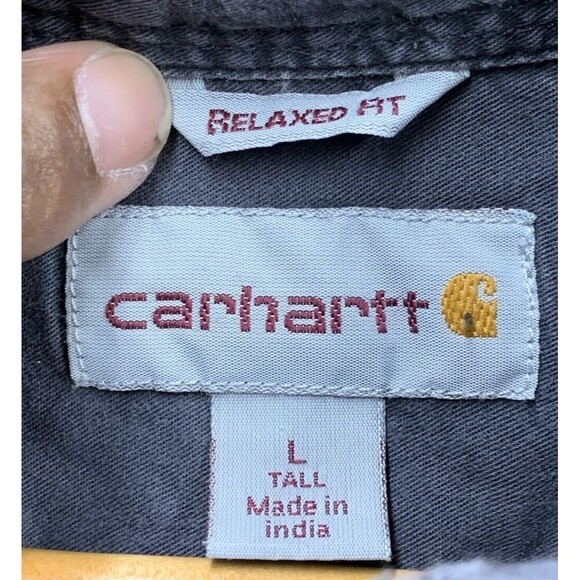 RELAXED FIT
carhartt
L
TALL
Made in
india